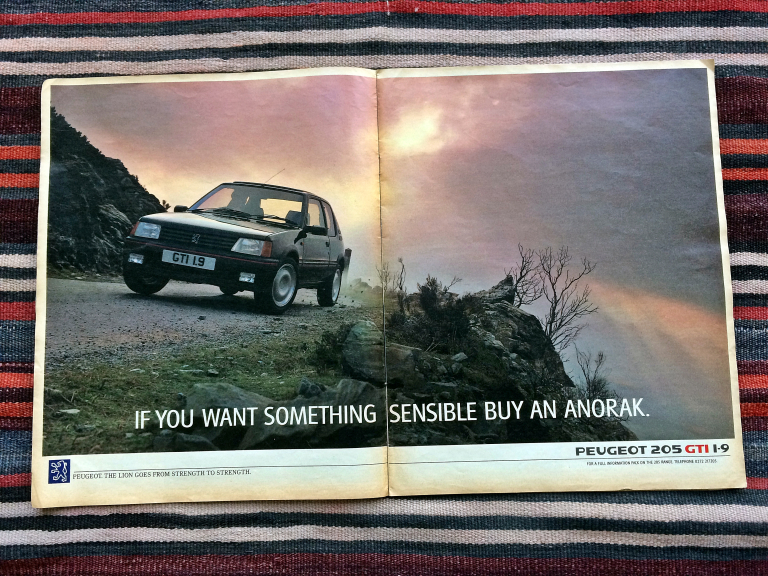 GTI 1.9
IF YOU WANT SOMETHING SENSIBLE BUY AN ANORAK.
PEUGEOT 205 GTI 1·9
PEUGEOT. THE LION GOES FROM STRENGTH TO STRENGTH.
FOR A FULL INFORMATION PACK ON THE 205 RANGE, TELEPHONE